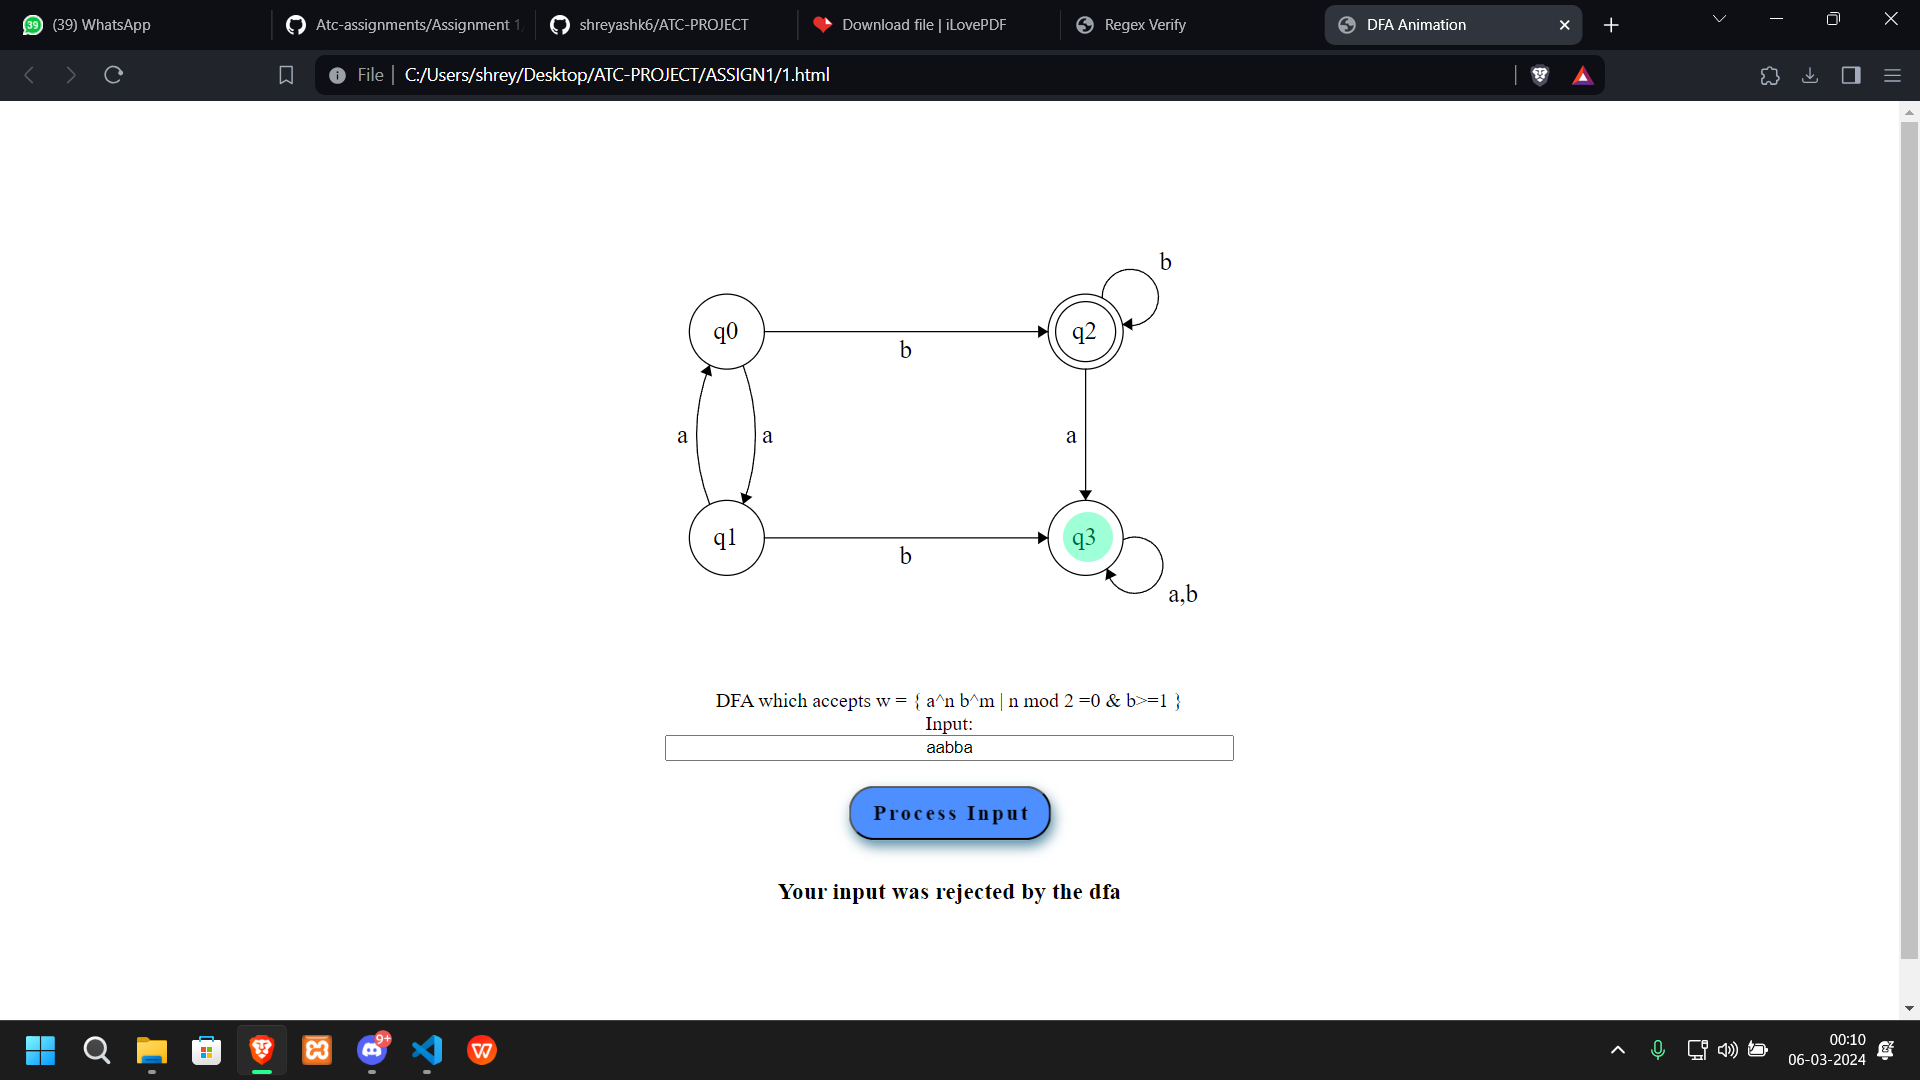 39 (39) WhatsApp
Atc-assignments/Assignment 1
shreyashk6/ATC-PROJECT
Download file | iLovePDF
Regex Verify
DFA Animation
File
C:/Users/shrey/Desktop/ATC-PROJECT/ASSIGN1/1.html
b
q0
q2
b
a
a
a
q1
q3
b
a,b
DFA which accepts w = { a^n b^m | n mod 2 =0 & b>=1 }
Input:
aabba
Process Input
Your input was rejected by the dfa
9+
W
00:10
06-03-2024